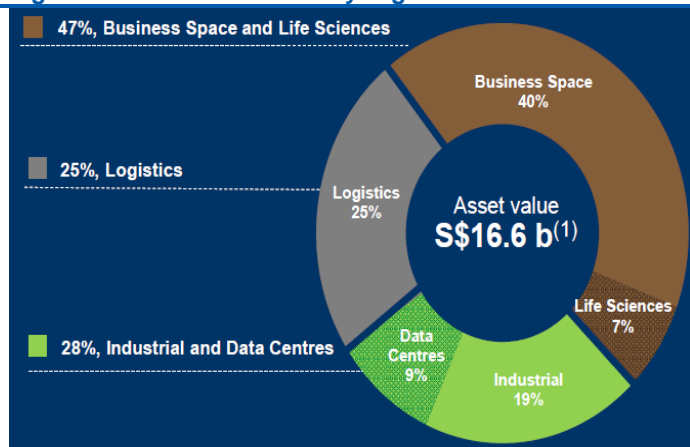 47%, Business Space and Life Sciences
Business Space
40%
25%, Logistics
Logistics
25%
Asset value
S$16.6 b(1)
Life Sciences
7%
28%, Industrial and Data Centres
Data
Centres
9%
Industrial
19%